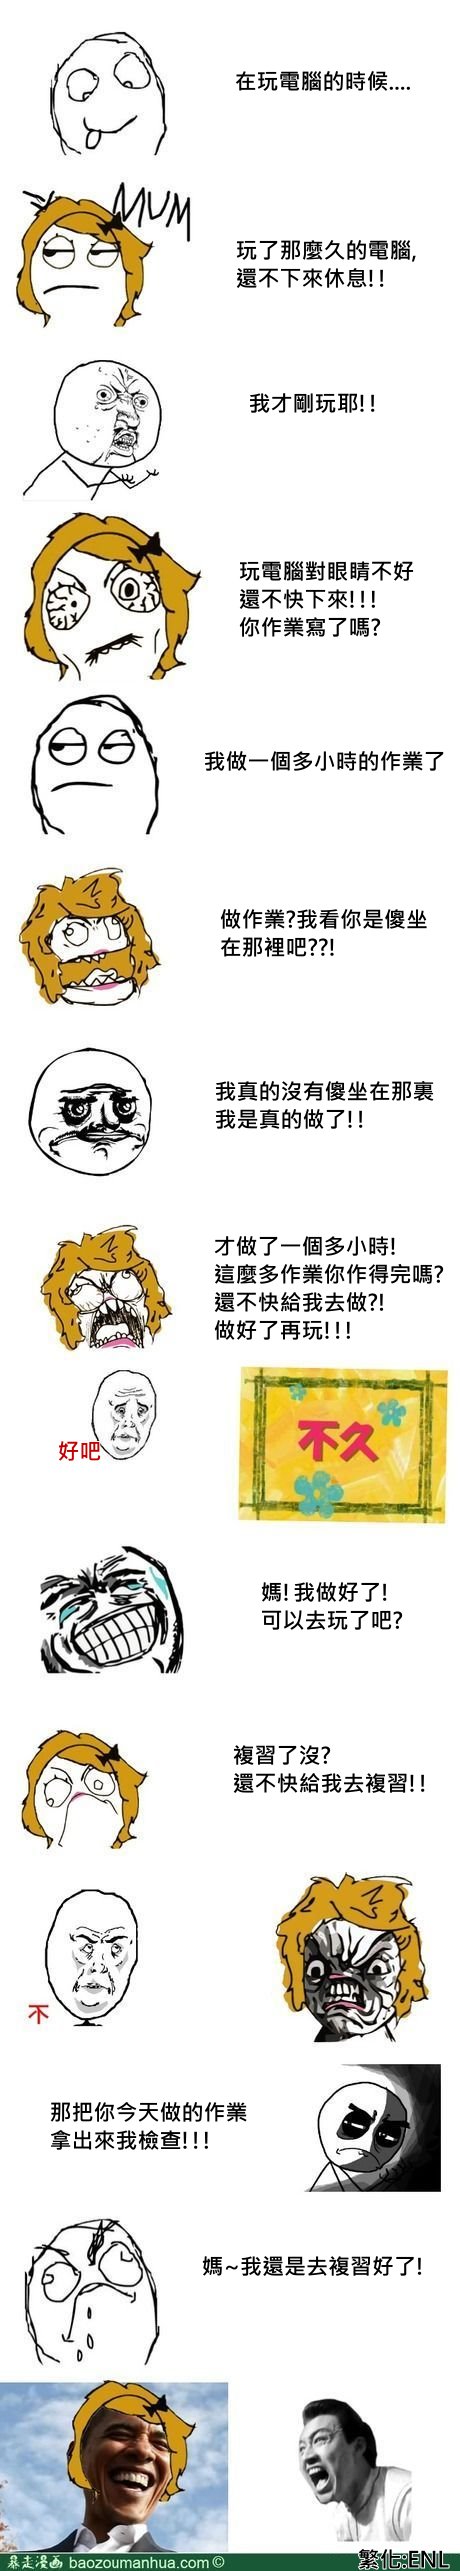 在玩電腦的時候....
MUM
玩了那麼久的電腦,
還不下來休息!!
我才剛玩耶!!
玩電腦對眼睛不好
還不快下來!!!
你作業寫了嗎?
我做一個多小時的作業了
做作業?我看你是傻坐
在那裡吧??!
我真的沒有傻坐在那裏
我是真的做了!!
才做了一個多小時!
這麼多作業你作得完嗎?
還不快給我去做?!
做好了再玩!!!
好吧
不久
媽!我做好了!
可以去玩了吧?
複習了沒?
還不快給我去複習!!
不
那把你今天做的作業
拿出來我檢查!!!
媽~我還是去複習好了!
暴走漫画 baozoumanhua.com ©
繁化:ENL